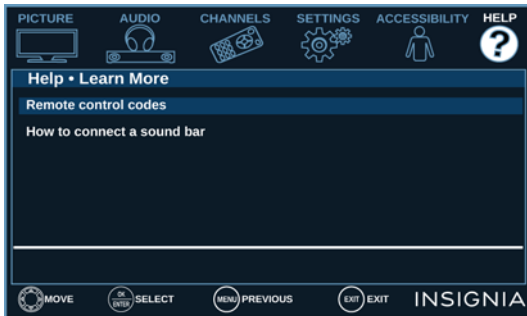 PICTURE AUDIO CHANNELS SETTINGS ACCESSIBILITY HELP
?
Help • Learn More
Remote control codes
How to connect a sound bar
MOVE OK ENTER SELECT MENU PREVIOUS EXIT EXIT INSIGNIA